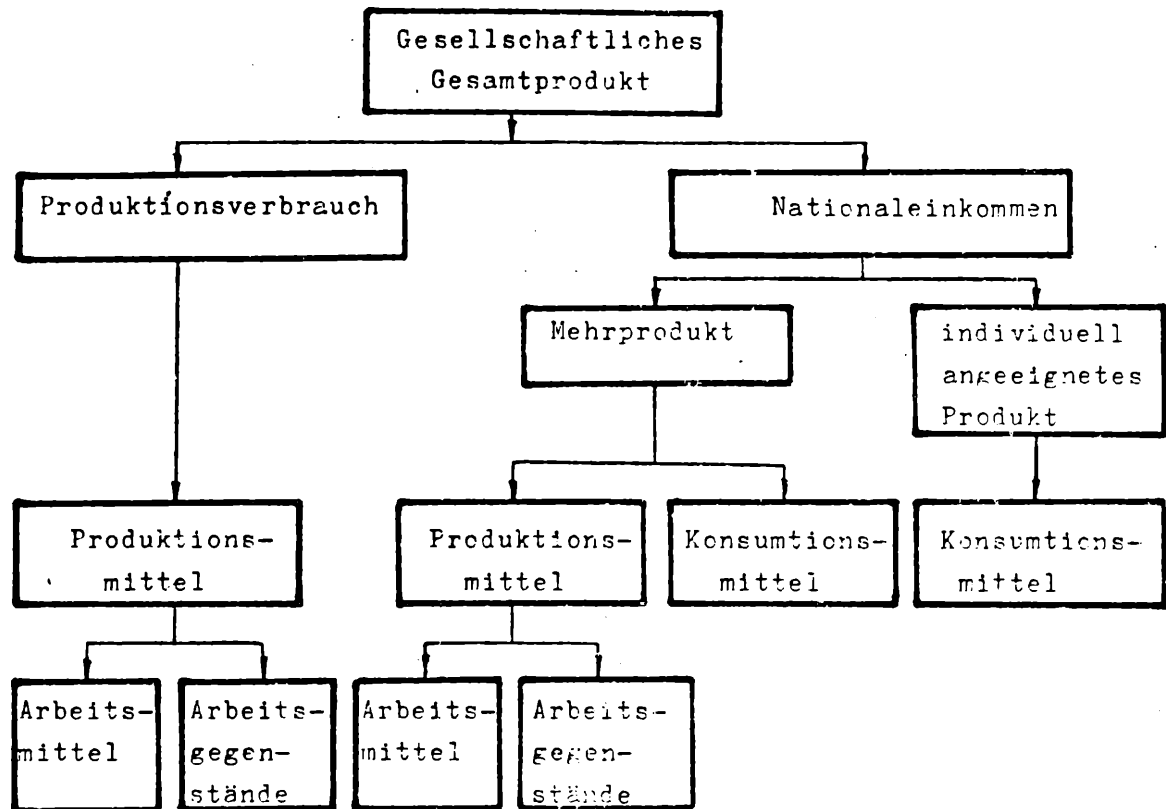 Gesellschaftliches
Gesamtprodukt
Produktionsverbrauch
Nationaleinkommen
Mehrprodukt
individuell
angeeignetes
Produkt
Produktions-
mittel
Produktions-
mittel
Konsumtions-
mittel
Konsumtions-
mittel
Arbeits-
mittel
Arbeits-
gegen-
stände
Arbeits-
mittel
Arbeits-
gegen-
stände